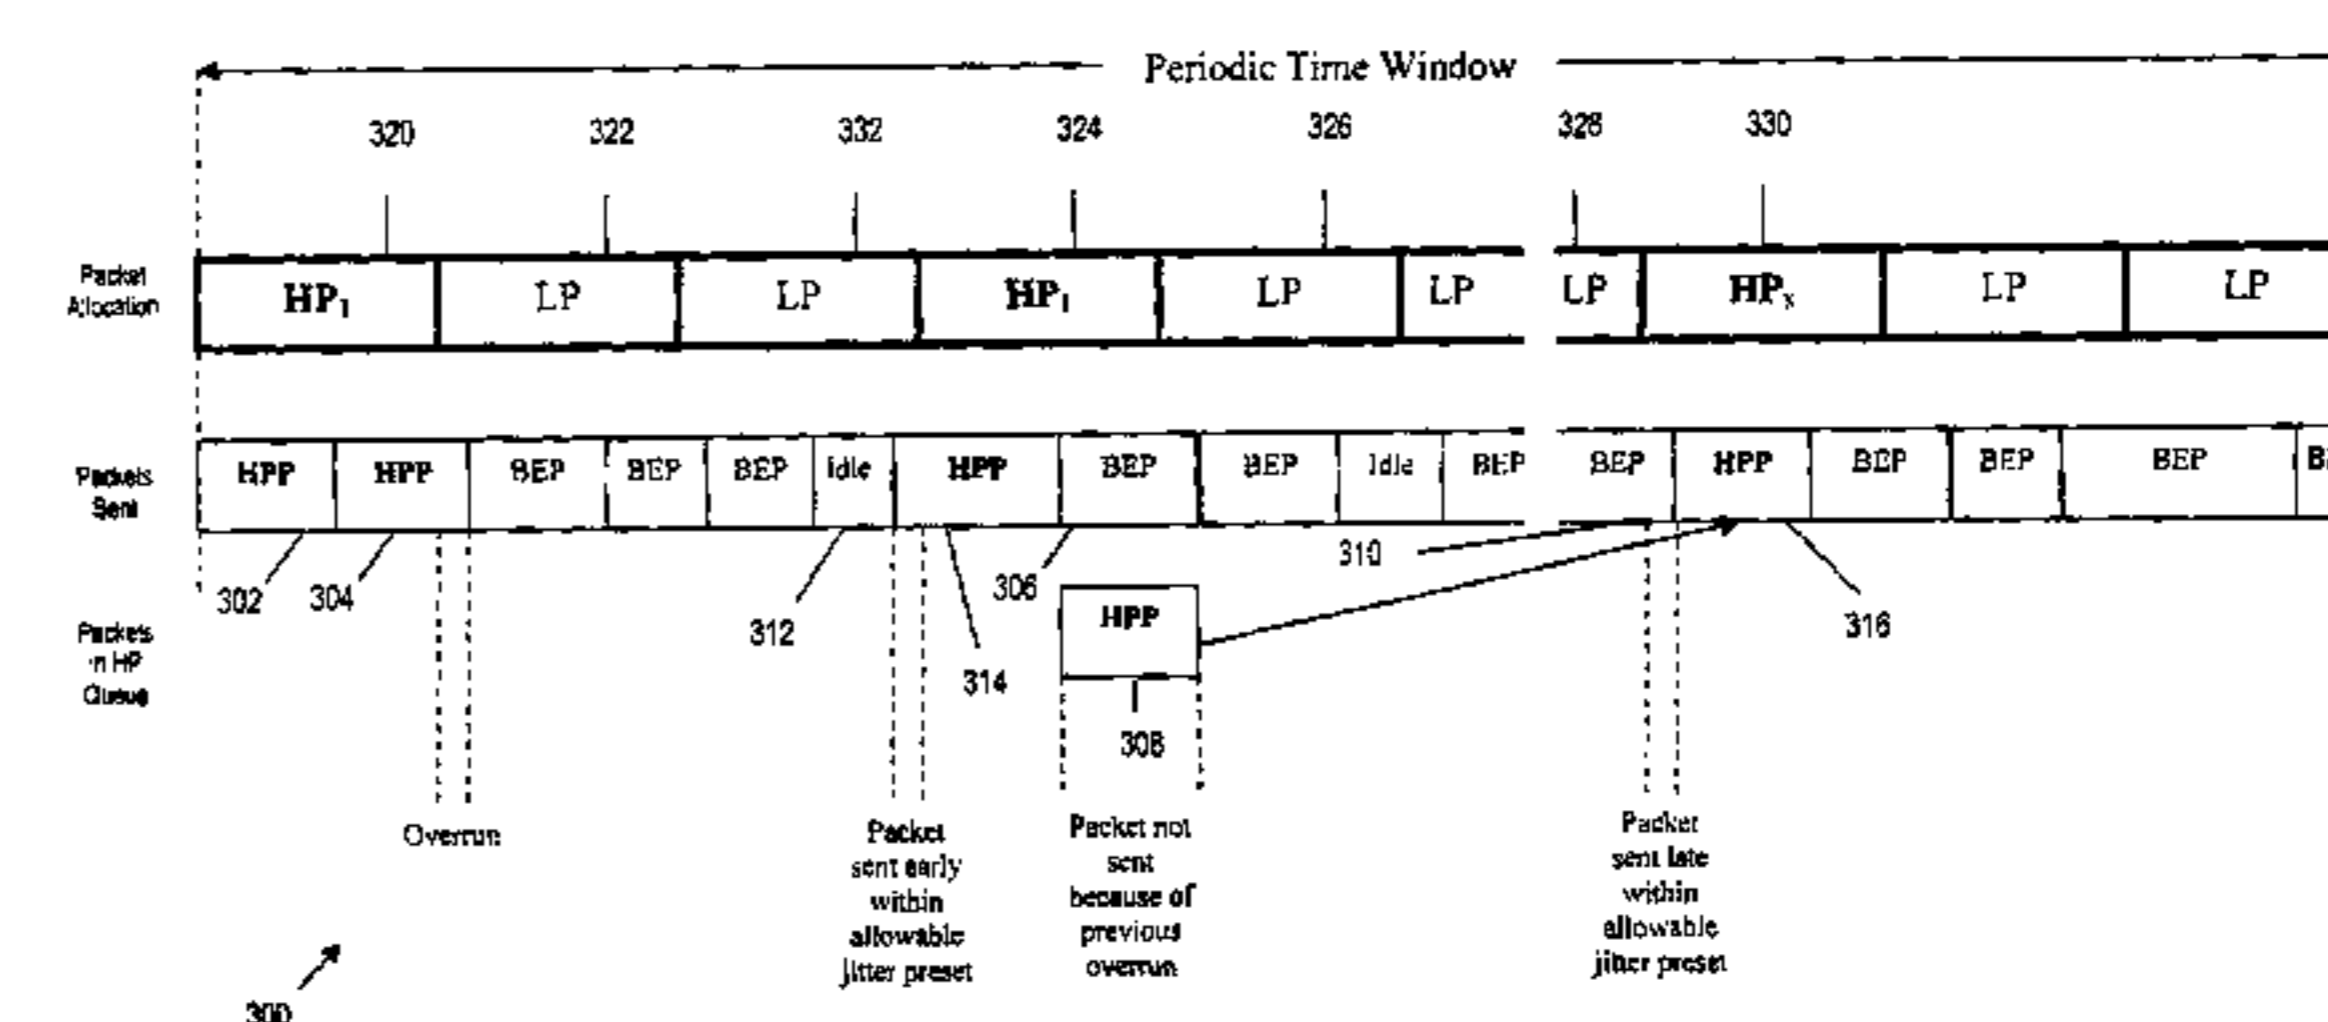 Periodic Time Window
320 322 332 324 326 328 330
Packet
Allocation
HP1 LP LP HP1 LP LP LP HPx LP LP
Packets
Sent
HPP HPP BEP BEP BEP Idle HPP BEP BEP Idle BEP BEP HPP BEP BEP BEP
302 304 312 314 306 310 316
Packets
in HP
Queue
HPP
308
Overrun
Packet
sent early
within
allowable
jitter preset
Packet not
sent
because of
previous
overrun
Packet
sent late
within
allowable
jitter preset
300